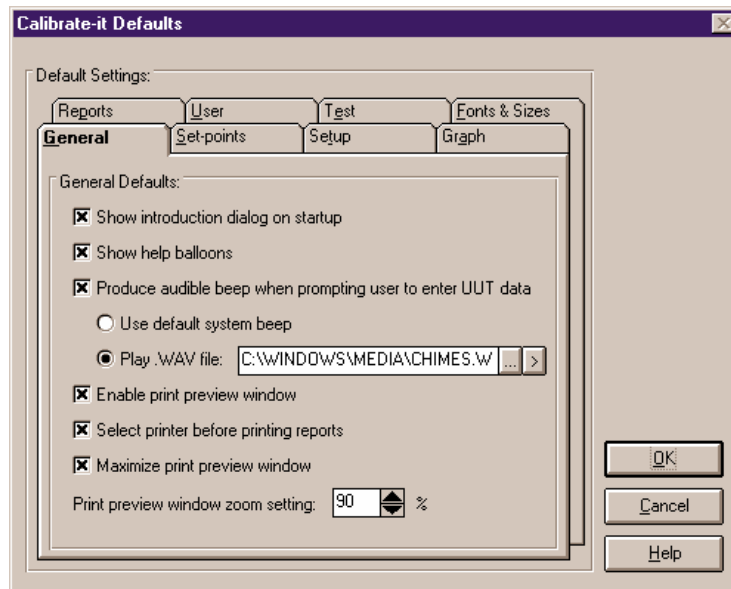 Calibrate-it Defaults
Default Settings:
Reports User Test Fonts & Sizes
General Set-points Setup Graph
General Defaults:
Show introduction dialog on startup
Show help balloons
Produce audible beep when prompting user to enter UUT data
Use default system beep
Play .WAV file: C:\WINDOWS\MEDIA\CHIMES.W ... >
Enable print preview window
Select printer before printing reports
Maximize print preview window
Print preview window zoom setting: 90 %
OK
Cancel
Help